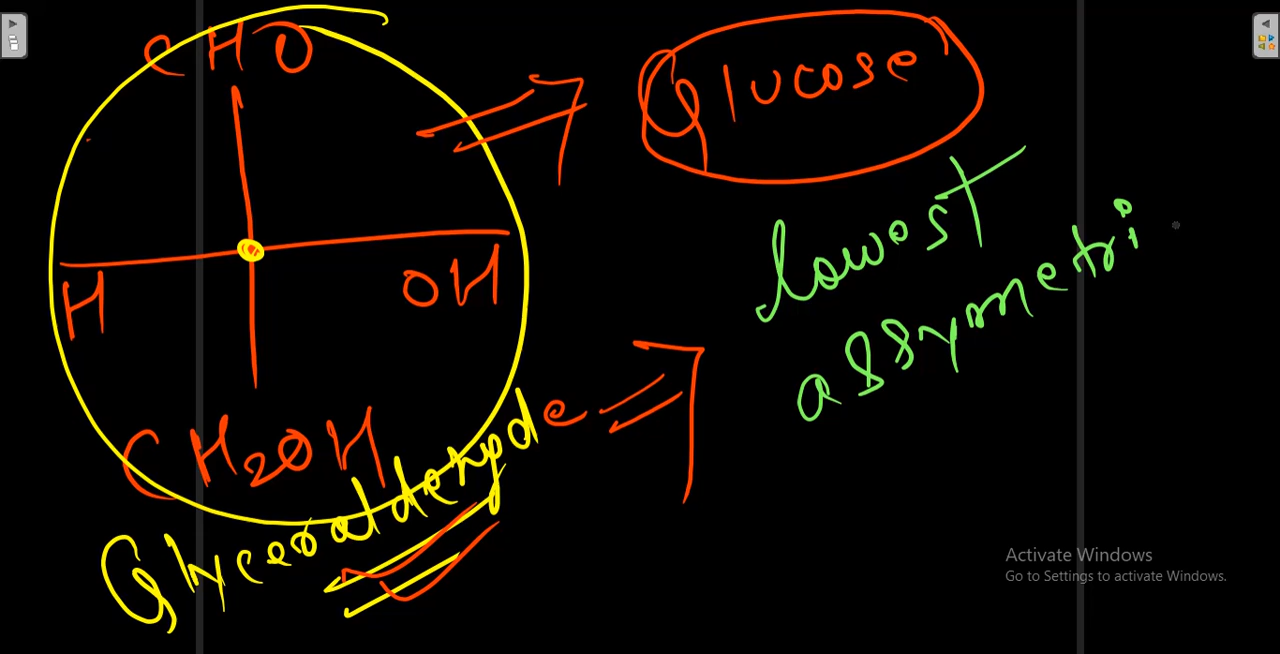 CHO
Glucose
H
OH
lowest
assymetri
CH2OH
Glyceraldehyde
Activate Windows
Go to Settings to activate Windows.